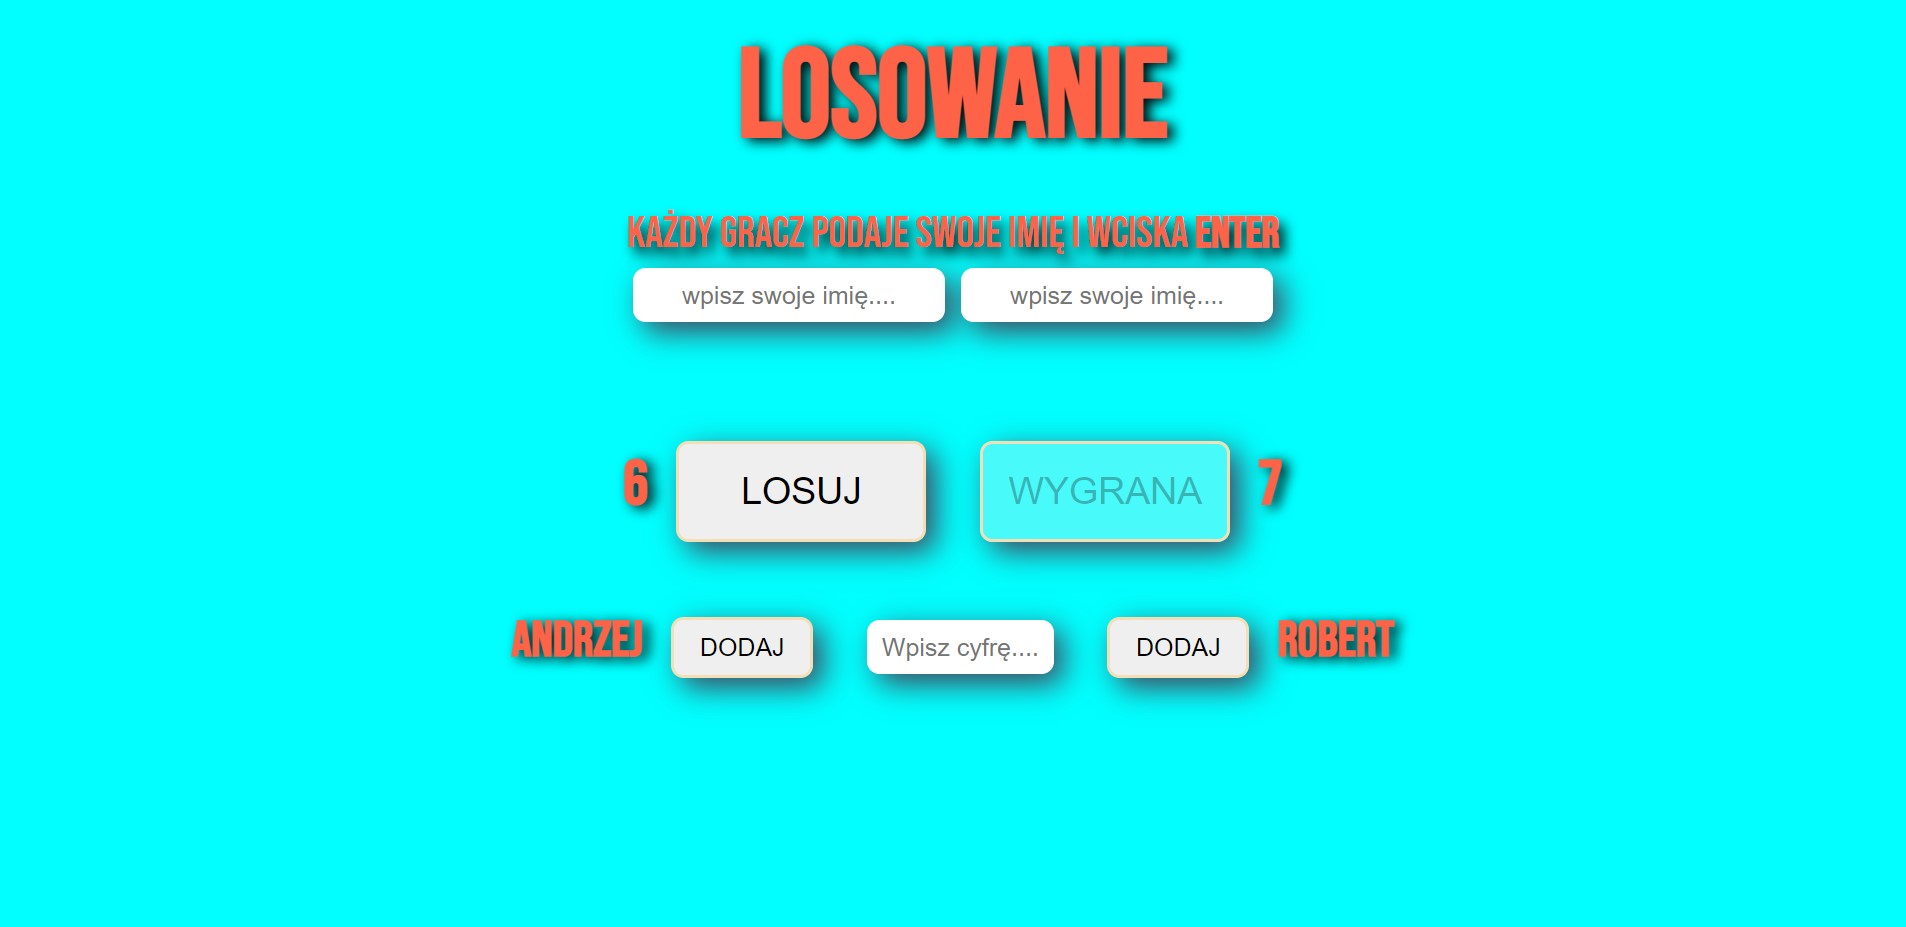 LOSOWANIE
KAŻDY GRACZ PODAJE SWOJE IMIĘ I WCISKA ENTER
wpisz swoje imię.... wpisz swoje imię....
6 LOSUJ WYGRANA 7
ANDRZEJ DODAJ Wpisz cyfrę.... DODAJ ROBERT